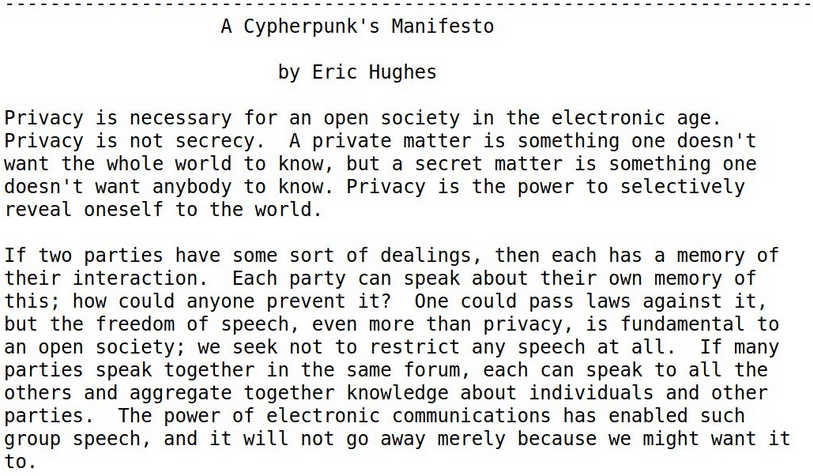 A Cypherpunk's Manifesto
by Eric Hughes
Privacy is necessary for an open society in the electronic age.
Privacy is not secrecy.  A private matter is something one doesn't
want the whole world to know, but a secret matter is something one
doesn't want anybody to know. Privacy is the power to selectively
reveal oneself to the world.
If two parties have some sort of dealings, then each has a memory of
their interaction.  Each party can speak about their own memory of
this; how could anyone prevent it?  One could pass laws against it,
but the freedom of speech, even more than privacy, is fundamental to
an open society; we seek not to restrict any speech at all.  If many
parties speak together in the same forum, each can speak to all the
others and aggregate together knowledge about individuals and other
parties.  The power of electronic communications has enabled such
group speech, and it will not go away merely because we might want it
to.